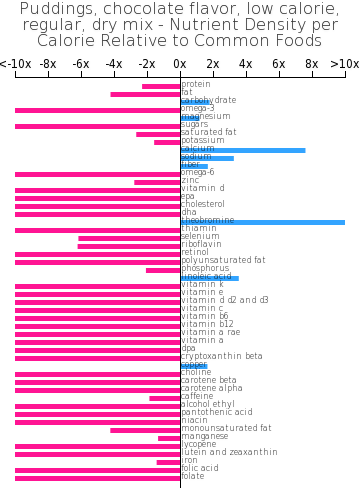 Puddings, chocolate flavor, low calorie,
regular, dry mix - Nutrient Density per
Calorie Relative to Common Foods
<-10x -8x -6x -4x -2x 0x 2x 4x 6x 8x >10x
protein
fat
carbohydrate
omega-3
magnesium
sugars
saturated fat
potassium
calcium
sodium
fiber
omega-6
zinc
vitamin d
epa
cholesterol
dha
theobromine
thiamin
selenium
riboflavin
retinol
polyunsaturated fat
phosphorus
linoleic acid
vitamin k
vitamin e
vitamin d d2 and d3
vitamin c
vitamin b6
vitamin b12
vitamin a rae
vitamin a
dpa
cryptoxanthin beta
copper
choline
carotene beta
carotene alpha
caffeine
alcohol ethyl
pantothenic acid
niacin
monounsaturated fat
manganese
lycopene
lutein and zeaxanthin
iron
folic acid
folate